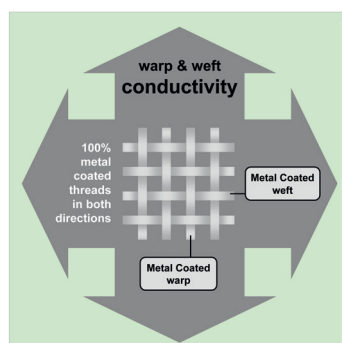 warp & weft
conductivity
100%
metal
coated
threads
in both
directions
Metal Coated
weft
Metal Coated
warp